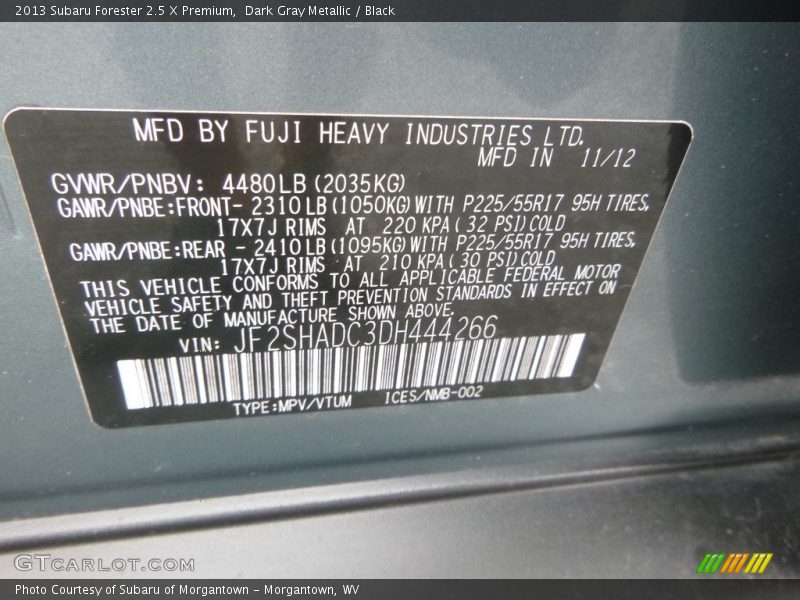 2013 Subaru Forester 2.5 X Premium,  Dark Gray Metallic / Black
MFD BY FUJI HEAVY INDUSTRIES LTD.
MFD IN 11/12
GVWR/PNBV: 4480LB (2035KG)
GAWR/PNBE:FRONT- 2310LB (1050KG) WITH P225/55R17 95H TIRES,
17X7J RIMS AT 220 KPA ( 32 PSI) COLD
GAWR/PNBE:REAR - 2410LB (1095KG) WITH P225/55R17 95H TIRES,
17X7J RIMS AT 210 KPA ( 30 PSI) COLD
THIS VEHICLE CONFORMS TO ALL APPLICABLE FEDERAL MOTOR
VEHICLE SAFETY AND THEFT PREVENTION STANDARDS IN EFFECT ON
THE DATE OF MANUFACTURE SHOWN ABOVE.
VIN: JF2SHADC3DH444266
TYPE:MPV/VTUM ICES/NMB-002
GTCARLOT.COM
Photo Courtesy of Subaru of Morgantown - Morgantown, WV